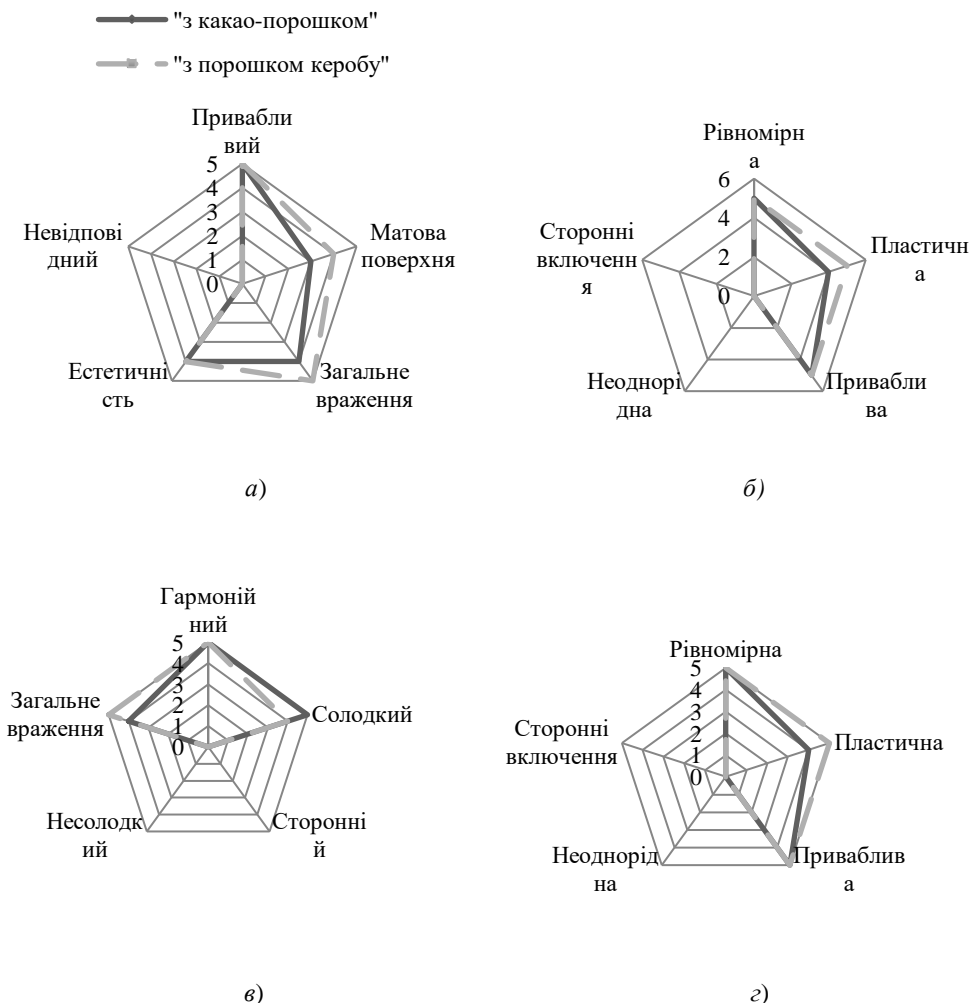 "з какао-порошком"
"з порошком керобу"
Привабли
вий
5
4
3
2
1
0
Матова
поверхня
Загальне
враження
Естетичні
сть
Невідпові
дний
а)
Рівномірн
а
6
4
2
0
Пластичн
а
Привабли
ва
Неоднорі
дна
Сторонні
включенн
я
б)
Гармоній
ний
5
4
3
2
1
0
Солодкий
Сторонні
й
Несолодк
ий
Загальне
враження
в)
Рівномірна
5
4
3
2
1
0
Пластична
Приваблив
а
Неоднорід
на
Сторонні
включення
г)